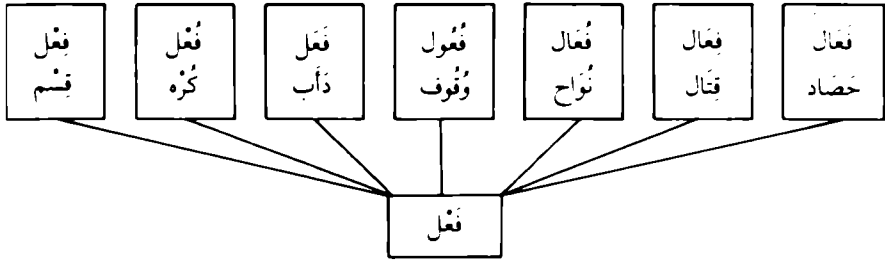 فَعَال فِعَال فُعَال فُعُول فَعَل فُعْل فِعْل
حَصَاد قِتَال نُوَاح وُقُوف دَأَب كُرْه قِسْم
فَعْل